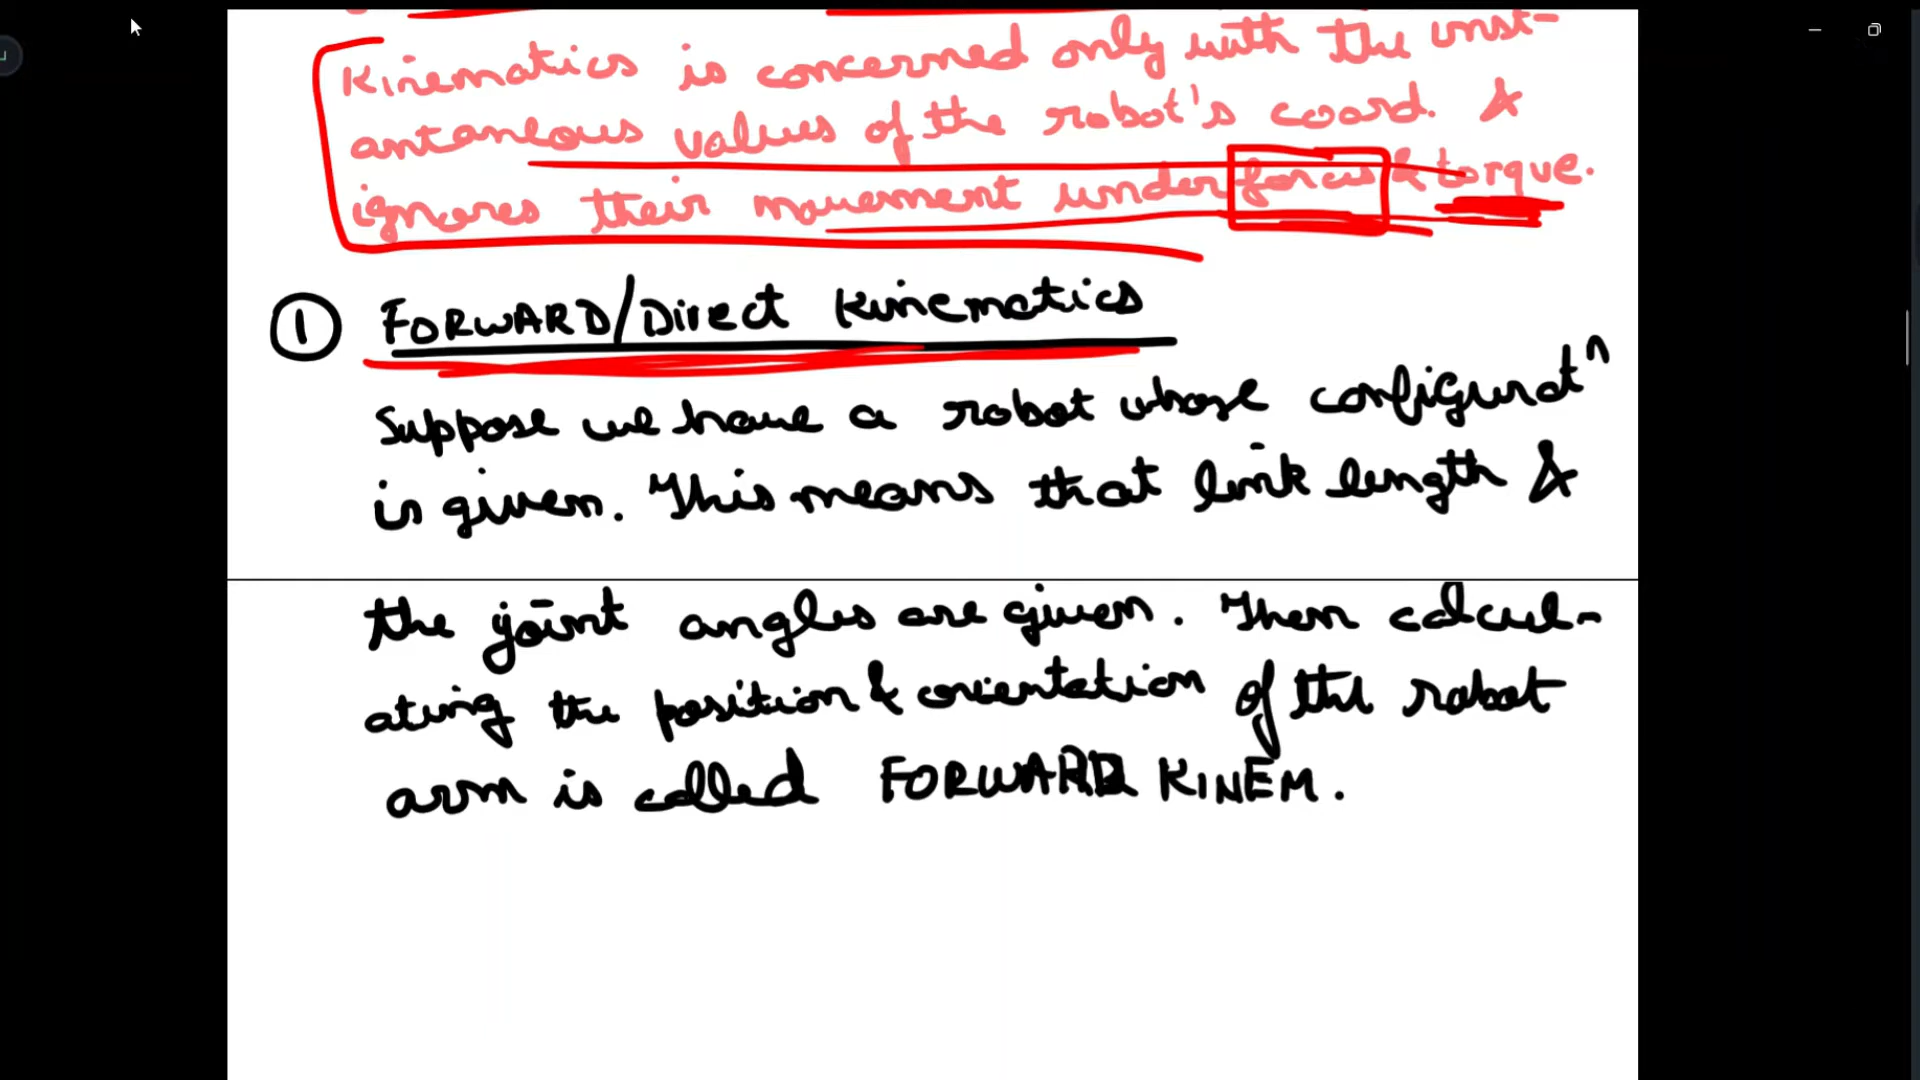 Kinematics is concerned only with the inst-
antaneous values of the robot's coord. &
ignores their movement under forces & torque.
① FORWARD/Direct Kinematics
Suppose we have a robot whose configuratⁿ
is given. This means that link length &
the joint angles are given. Then calcul-
ating the position & orientation of the robot
arm is called FORWARD KINEM.